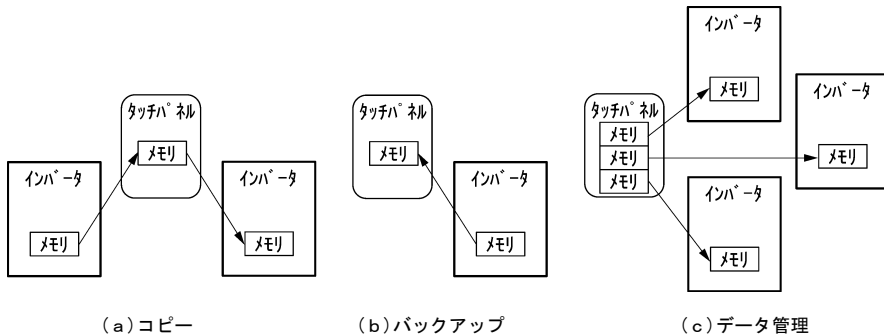 タッチパネル
メモリ
インバータ
メモリ
インバータ
メモリ
(a)コピー
タッチパネル
メモリ
インバータ
メモリ
(b)バックアップ
インバータ
メモリ
タッチパネル
メモリ
メモリ
メモリ
インバータ
メモリ
インバータ
メモリ
(c)データ管理